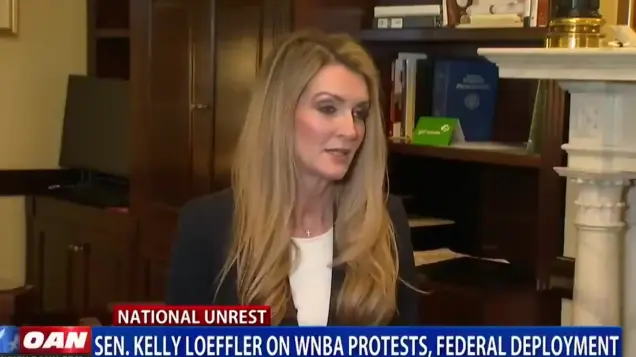 NATIONAL UNREST
OAN SEN. KELLY LOEFFLER ON WNBA PROTESTS, FEDERAL DEPLOYMENT